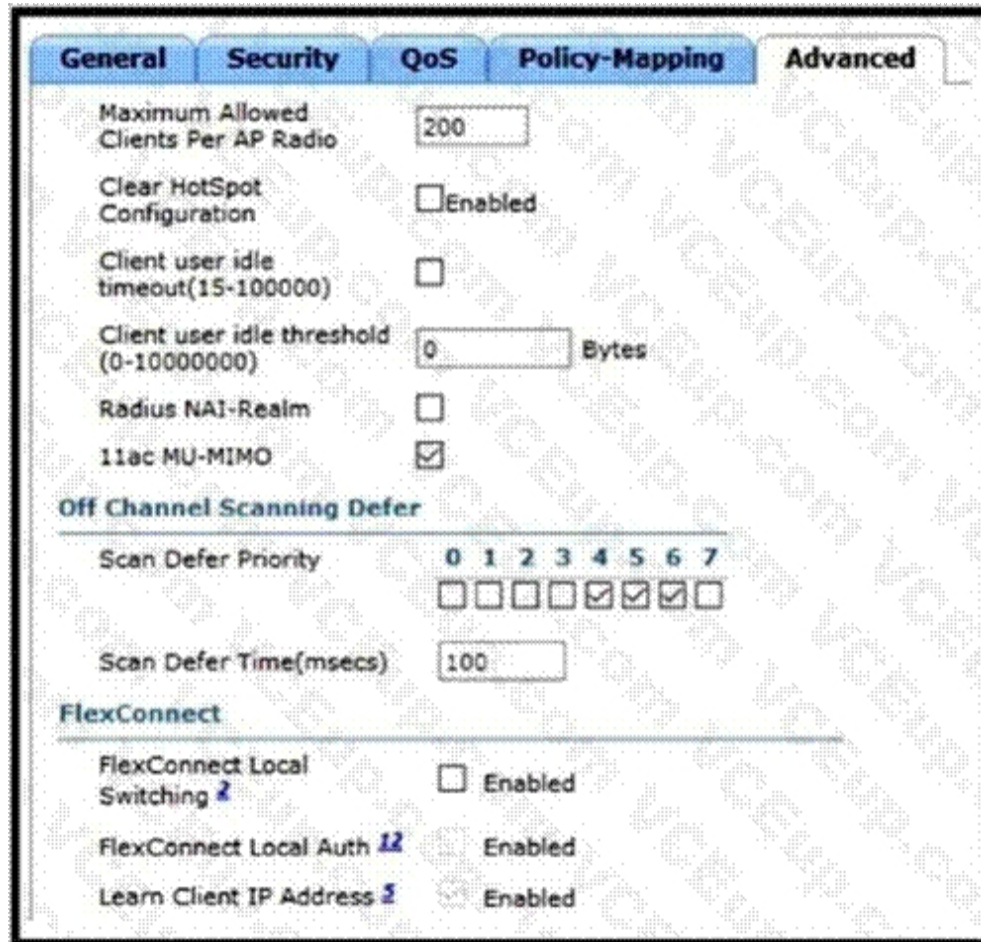 General Security QoS Policy-Mapping Advanced
Maximum Allowed
Clients Per AP Radio
200
Clear HotSpot
Configuration
Enabled
Client user idle
timeout(15-100000)
Client user idle threshold
(0-10000000)
0 Bytes
Radius NAI-Realm
11ac MU-MIMO
Off Channel Scanning Defer
Scan Defer Priority
0 1 2 3 4 5 6 7
Scan Defer Time(msecs)
100
FlexConnect
FlexConnect Local
Switching 2
Enabled
FlexConnect Local Auth 12 Enabled
Learn Client IP Address 5 Enabled